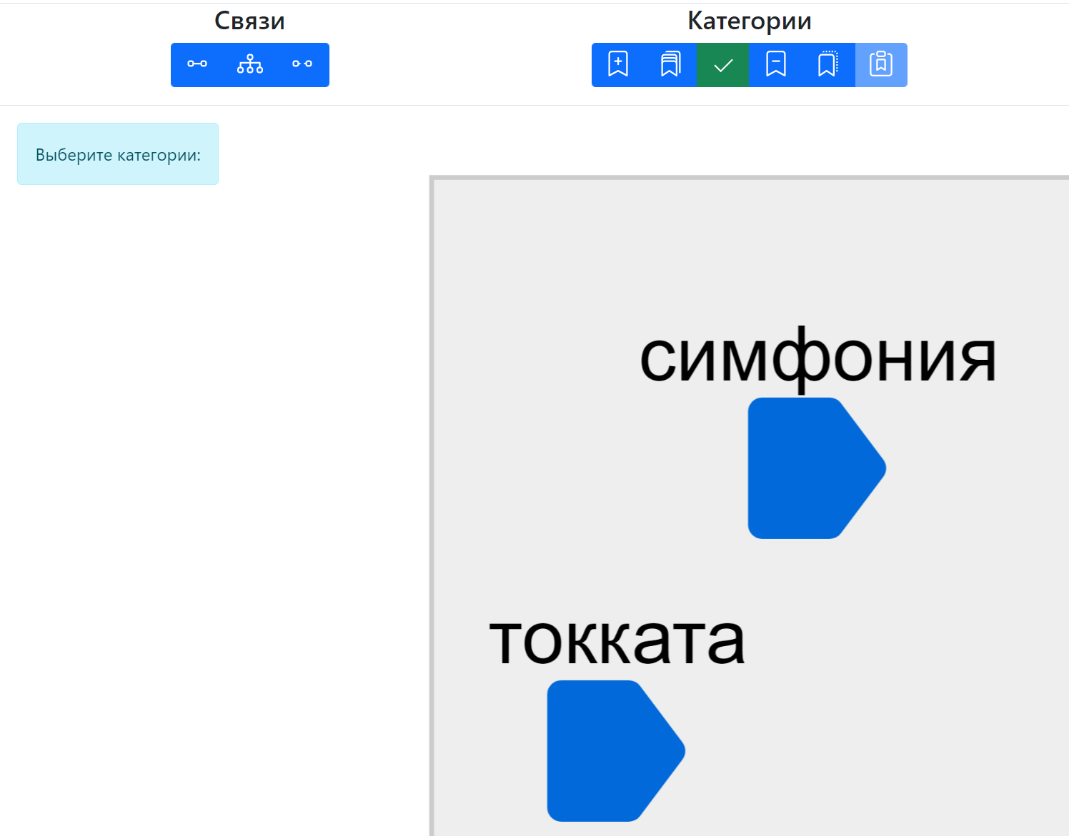 Связи
Категории
Выберите категории:
симфония
токката